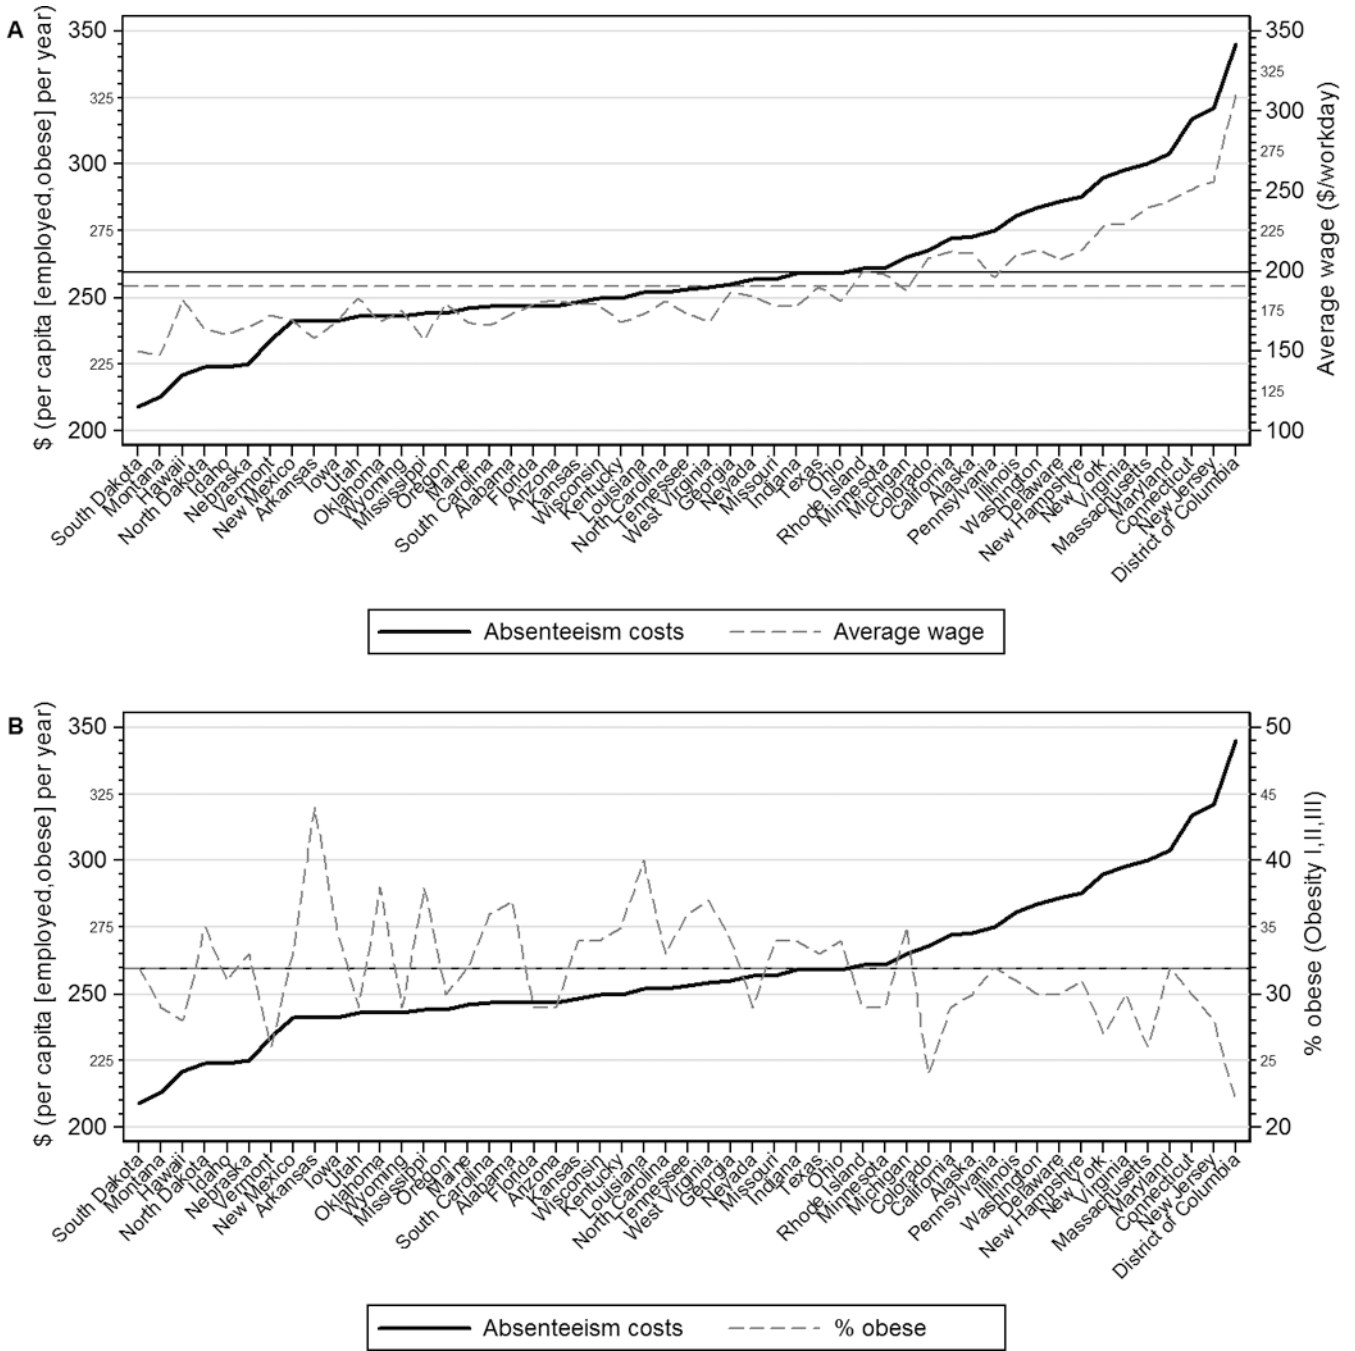 A
$ (per capita [employed,obese] per year)
350
325
300
275
250
225
200
350
325
300
275
250
225
200
175
150
125
100
Average wage ($/workday)
South Dakota
Montana
Hawaii
North Dakota
Idaho
Nebraska
Vermont
New Mexico
Arkansas
Iowa
Utah
Oklahoma
Wyoming
Mississippi
Oregon
Maine
South Carolina
Alabama
Florida
Arizona
Kansas
Wisconsin
Kentucky
Louisiana
North Carolina
Tennessee
West Virginia
Georgia
Nevada
Missouri
Indiana
Texas
Ohio
Rhode Island
Minnesota
Michigan
Colorado
California
Alaska
Pennsylvania
Illinois
Washington
Delaware
New Hampshire
New York
Virginia
Massachusetts
Maryland
Connecticut
New Jersey
District of Columbia
Absenteeism costs
Average wage
B
$ (per capita [employed,obese] per year)
350
325
300
275
250
225
200
50
45
40
35
30
25
20
% obese (Obesity I,II,III)
South Dakota
Montana
Hawaii
North Dakota
Idaho
Nebraska
Vermont
New Mexico
Arkansas
Iowa
Utah
Oklahoma
Wyoming
Mississippi
Oregon
Maine
South Carolina
Alabama
Florida
Arizona
Kansas
Wisconsin
Kentucky
Louisiana
North Carolina
Tennessee
West Virginia
Georgia
Nevada
Missouri
Indiana
Texas
Ohio
Rhode Island
Minnesota
Michigan
Colorado
California
Alaska
Pennsylvania
Illinois
Washington
Delaware
New Hampshire
New York
Virginia
Massachusetts
Maryland
Connecticut
New Jersey
District of Columbia
Absenteeism costs
% obese